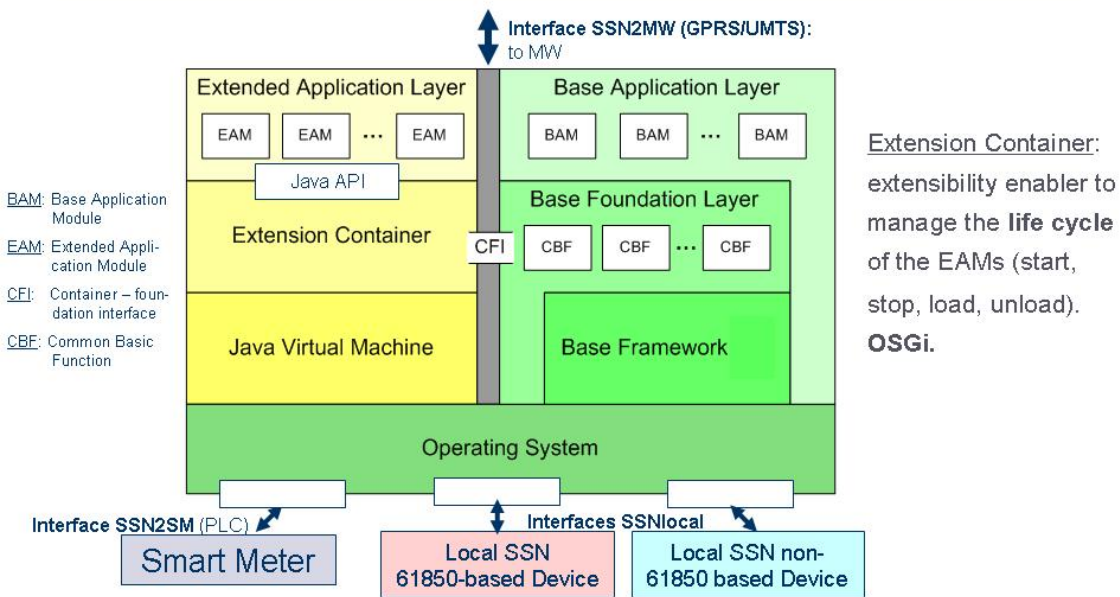 Interface SSN2MW (GPRS/UMTS):
to MW
Extended Application Layer
EAM
EAM
...
EAM
Java API
Extension Container
Java Virtual Machine
Base Application Layer
BAM
BAM
...
BAM
Base Foundation Layer
CFI
CBF
CBF
...
CBF
Base Framework
Operating System
BAM: Base Application
Module
EAM: Extended Appli-
cation Module
CFI: Container – foun-
dation interface
CBF: Common Basic
Function
Extension Container:
extensibility enabler to
manage the life cycle
of the EAMs (start,
stop, load, unload).
OSGi.
Interface SSN2SM (PLC)
Interfaces SSNlocal
Smart Meter
Local SSN
61850-based Device
Local SSN non-
61850 based Device